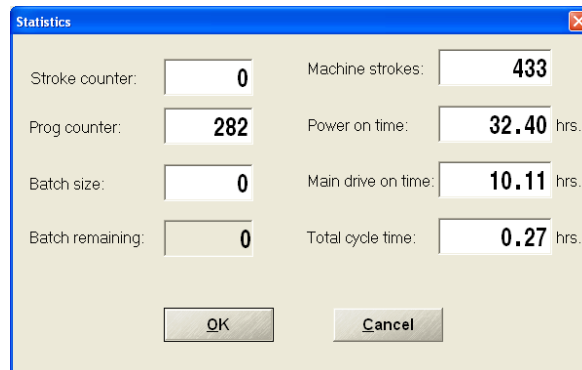 Statistics
Stroke counter: 0
Machine strokes: 433
Prog counter: 282
Power on time: 32.40 hrs.
Batch size: 0
Main drive on time: 10.11 hrs.
Batch remaining: 0
Total cycle time: 0.27 hrs.
OK
Cancel